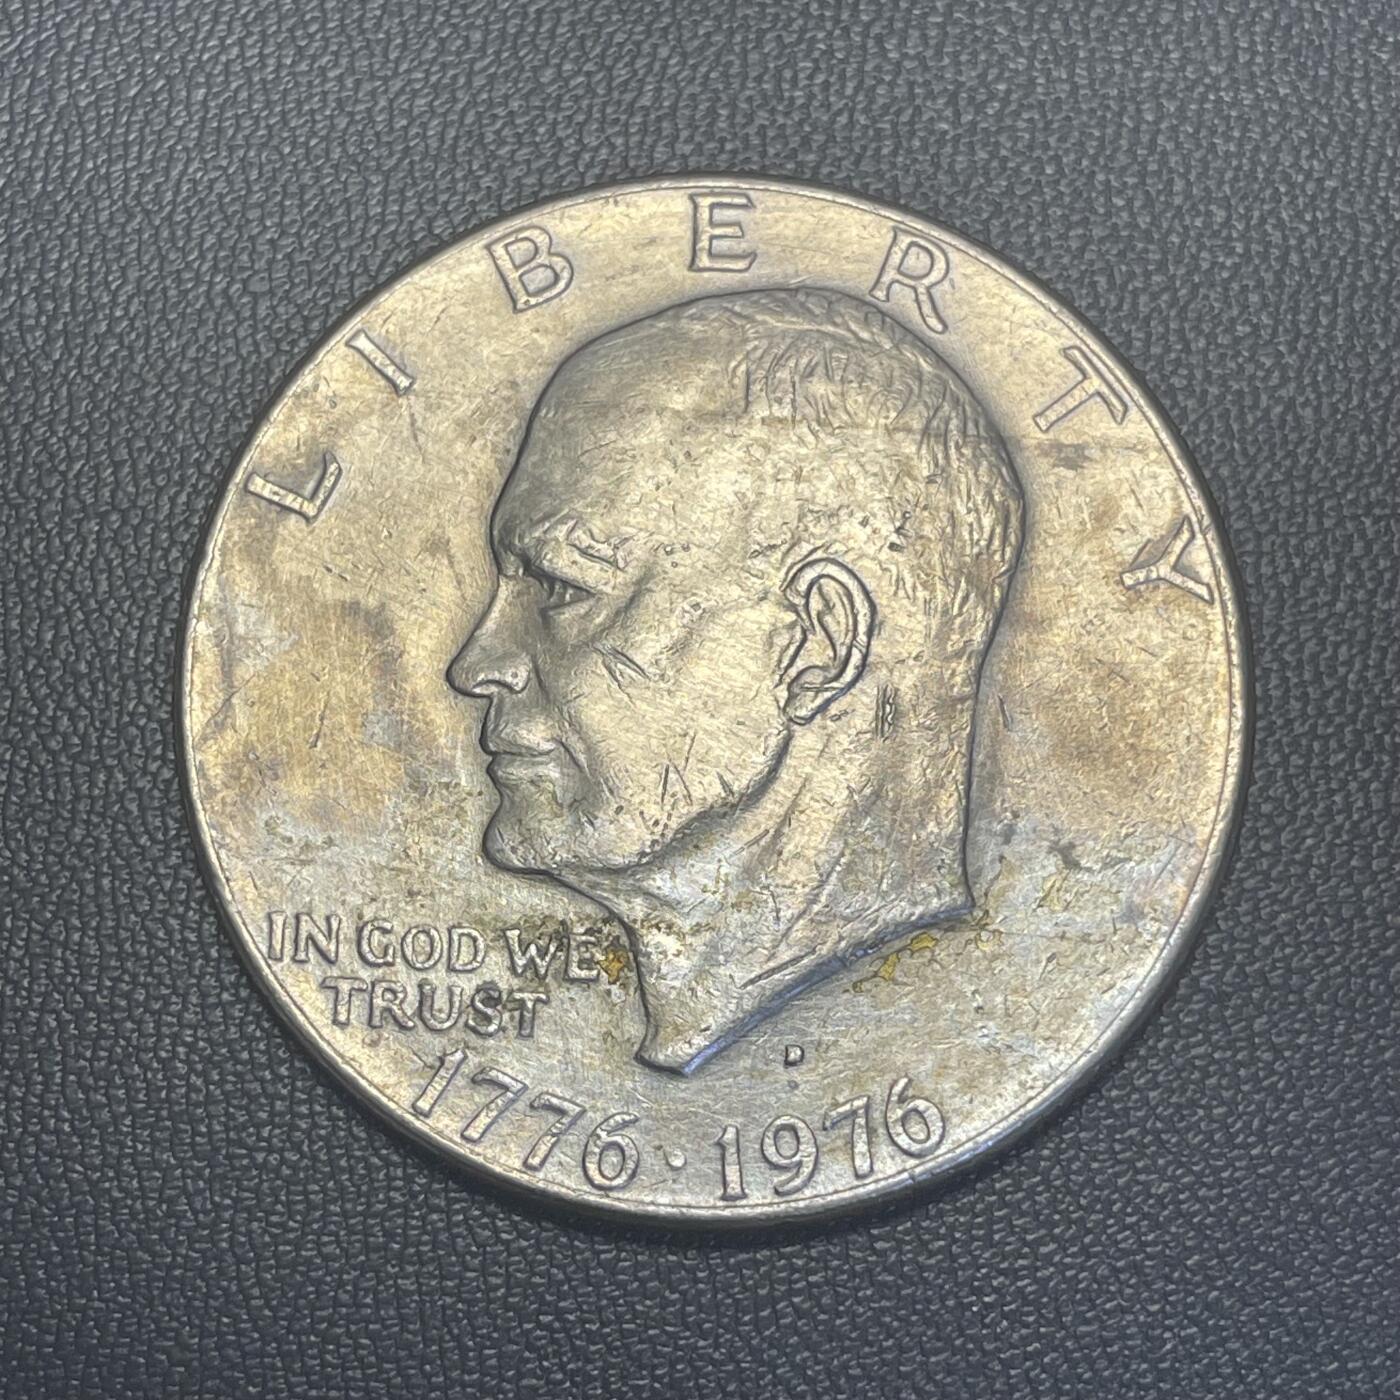 LIBERTY
IN GOD WE
TRUST
D
1776 · 1976